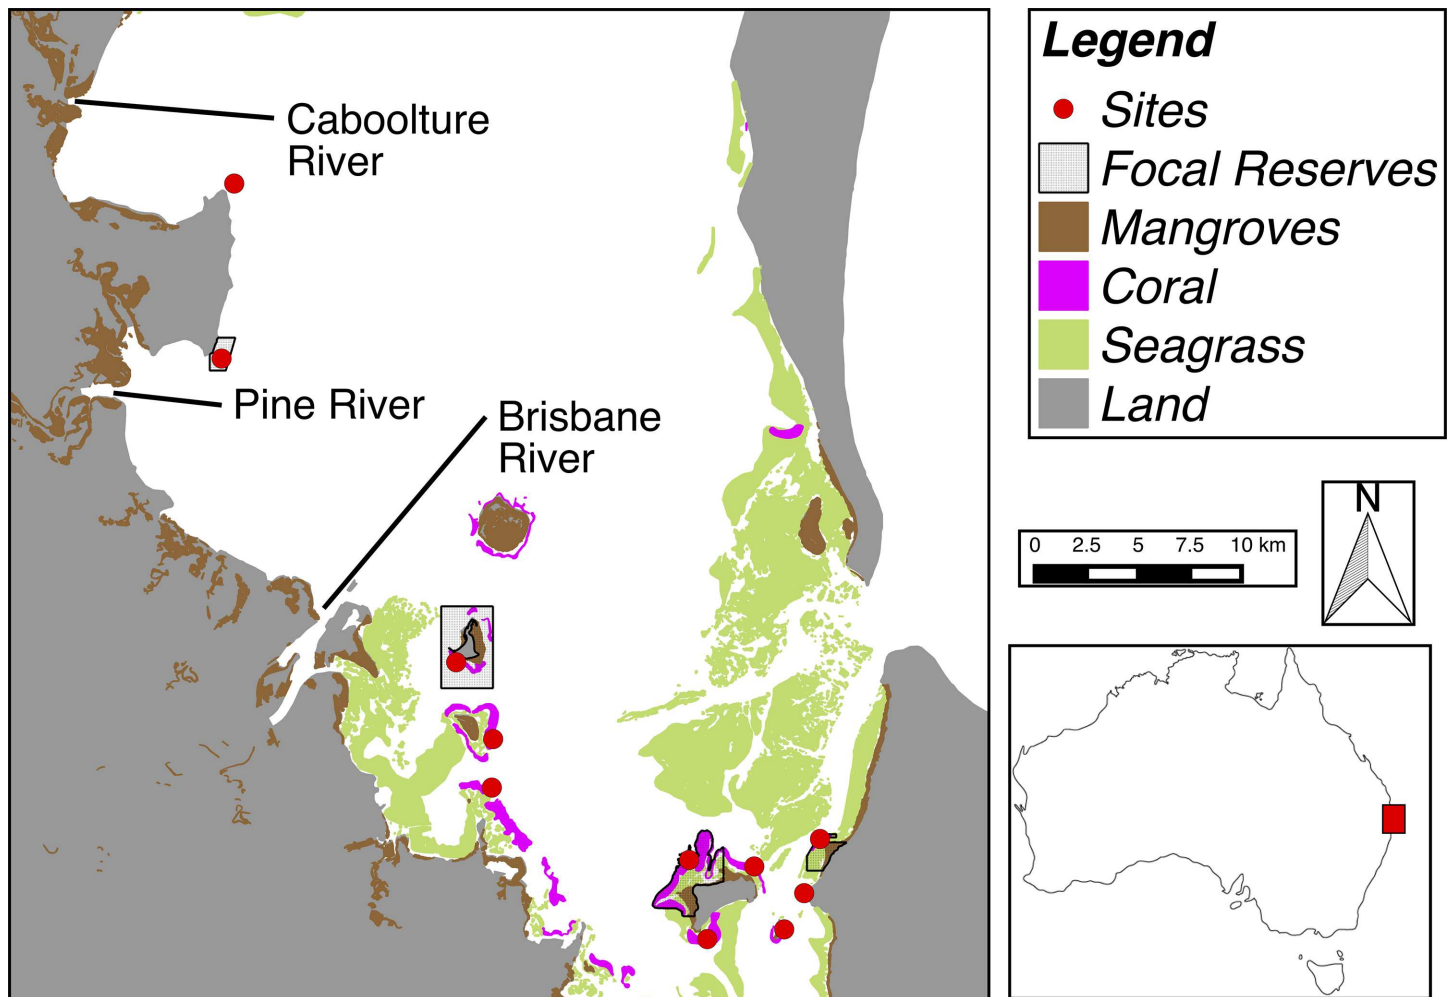 Caboolture
River
Pine River
Brisbane
River
Legend
Sites
Focal Reserves
Mangroves
Coral
Seagrass
Land
0 2.5 5 7.5 10 km
N